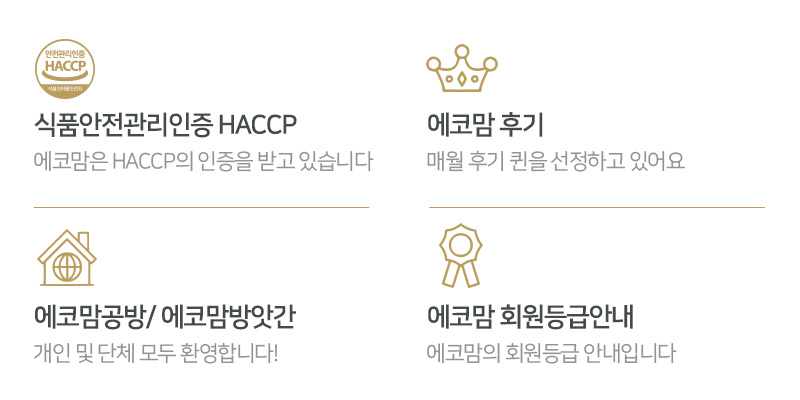 안전관리인증
HACCP
식품의약품안전처
식품안전관리인증 HACCP
에코맘은 HACCP의 인증을 받고 있습니다
에코맘 후기
매월 후기 퀸을 선정하고 있어요
에코맘공방/ 에코맘방앗간
개인 및 단체 모두 환영합니다!
에코맘 회원등급안내
에코맘의 회원등급 안내입니다